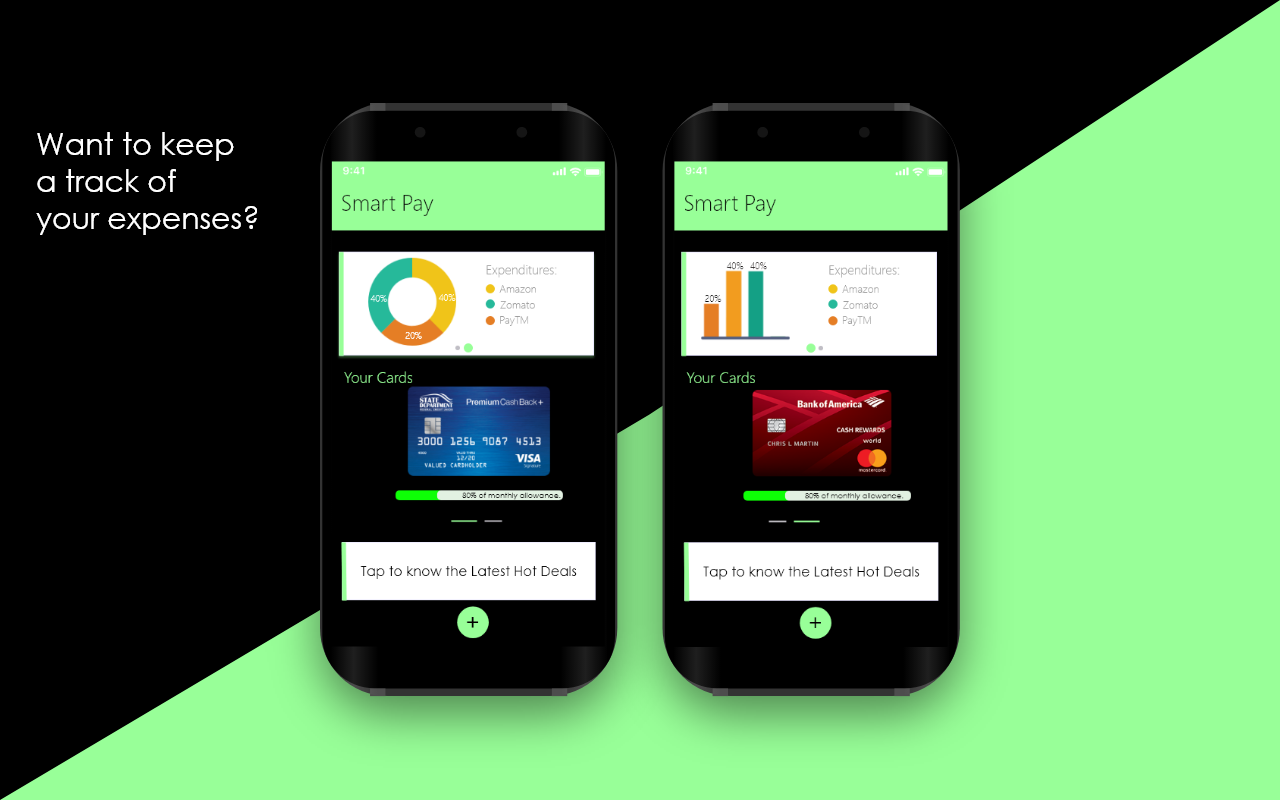 Want to keep
a track of
your expenses?
9:41
Smart Pay
40%
40%
20%
Expenditures:
Amazon
Zomato
PayTM
Your Cards
STATE
DEPARTMENT
Premium Cash Back+
3000 1256 9087 4513
12/20
VALUED CARDHOLDER
VISA
Signature
80% of monthly allowance.
Tap to know the Latest Hot Deals
+
9:41
Smart Pay
20%
40%
40%
Expenditures:
Amazon
Zomato
PayTM
Your Cards
Bank of America
CASH REWARDS
world
CHRIS L MARTIN
mastercard
80% of monthly allowance.
Tap to know the Latest Hot Deals
+